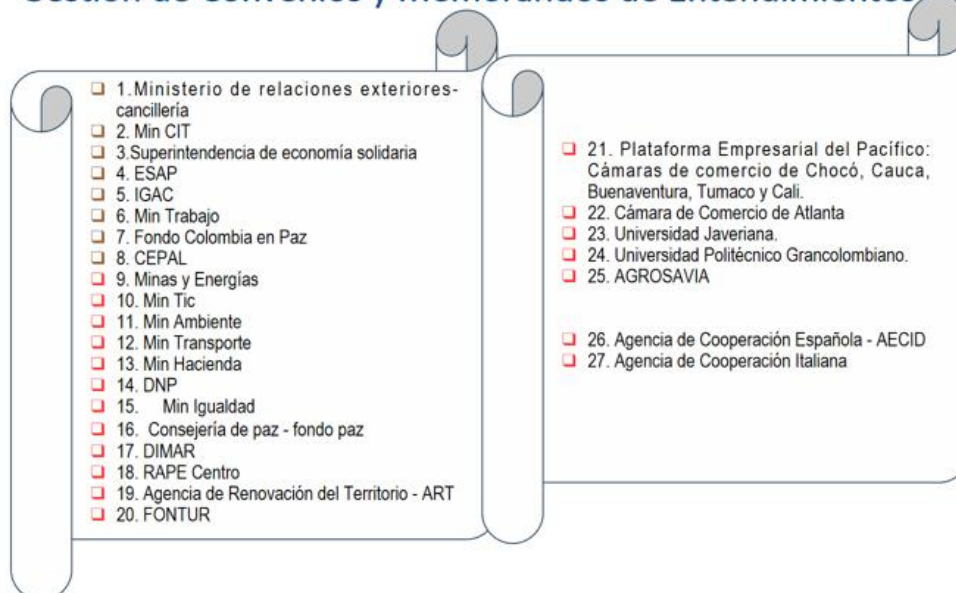 Gestión de Convenios y Memorandos de Entendimientos
❑ 1.Ministerio de relaciones exteriores-
cancillería
❑ 2. Min CIT
❑ 3.Superintendencia de economía solidaria
❑ 4. ESAP
❑ 5. IGAC
❑ 6. Min Trabajo
❑ 7. Fondo Colombia en Paz
❑ 8. CEPAL
❑ 9. Minas y Energías
❑ 10. Min Tic
❑ 11. Min Ambiente
❑ 12. Min Transporte
❑ 13. Min Hacienda
❑ 14. DNP
❑ 15. Min Igualdad
❑ 16. Consejería de paz - fondo paz
❑ 17. DIMAR
❑ 18. RAPE Centro
❑ 19. Agencia de Renovación del Territorio - ART
❑ 20. FONTUR
❑ 21. Plataforma Empresarial del Pacífico:
Cámaras de comercio de Chocó, Cauca,
Buenaventura, Tumaco y Cali.
❑ 22. Cámara de Comercio de Atlanta
❑ 23. Universidad Javeriana.
❑ 24. Universidad Politécnico Grancolombiano.
❑ 25. AGROSAVIA
❑ 26. Agencia de Cooperación Española - AECID
❑ 27. Agencia de Cooperación Italiana